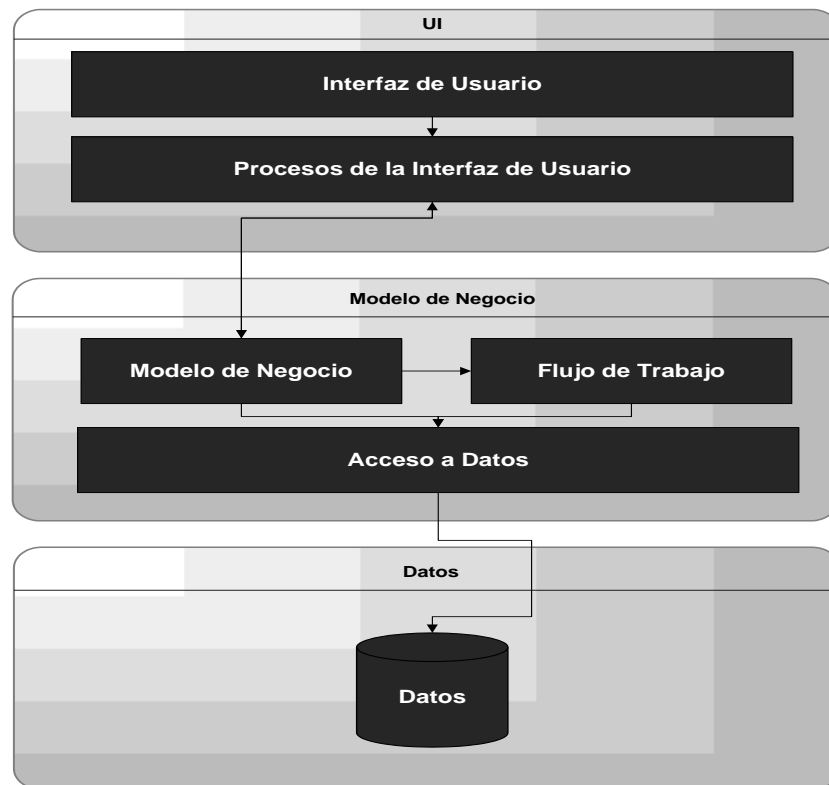 UI
Interfaz de Usuario
Procesos de la Interfaz de Usuario
Modelo de Negocio
Modelo de Negocio
Flujo de Trabajo
Acceso a Datos
Datos
Datos